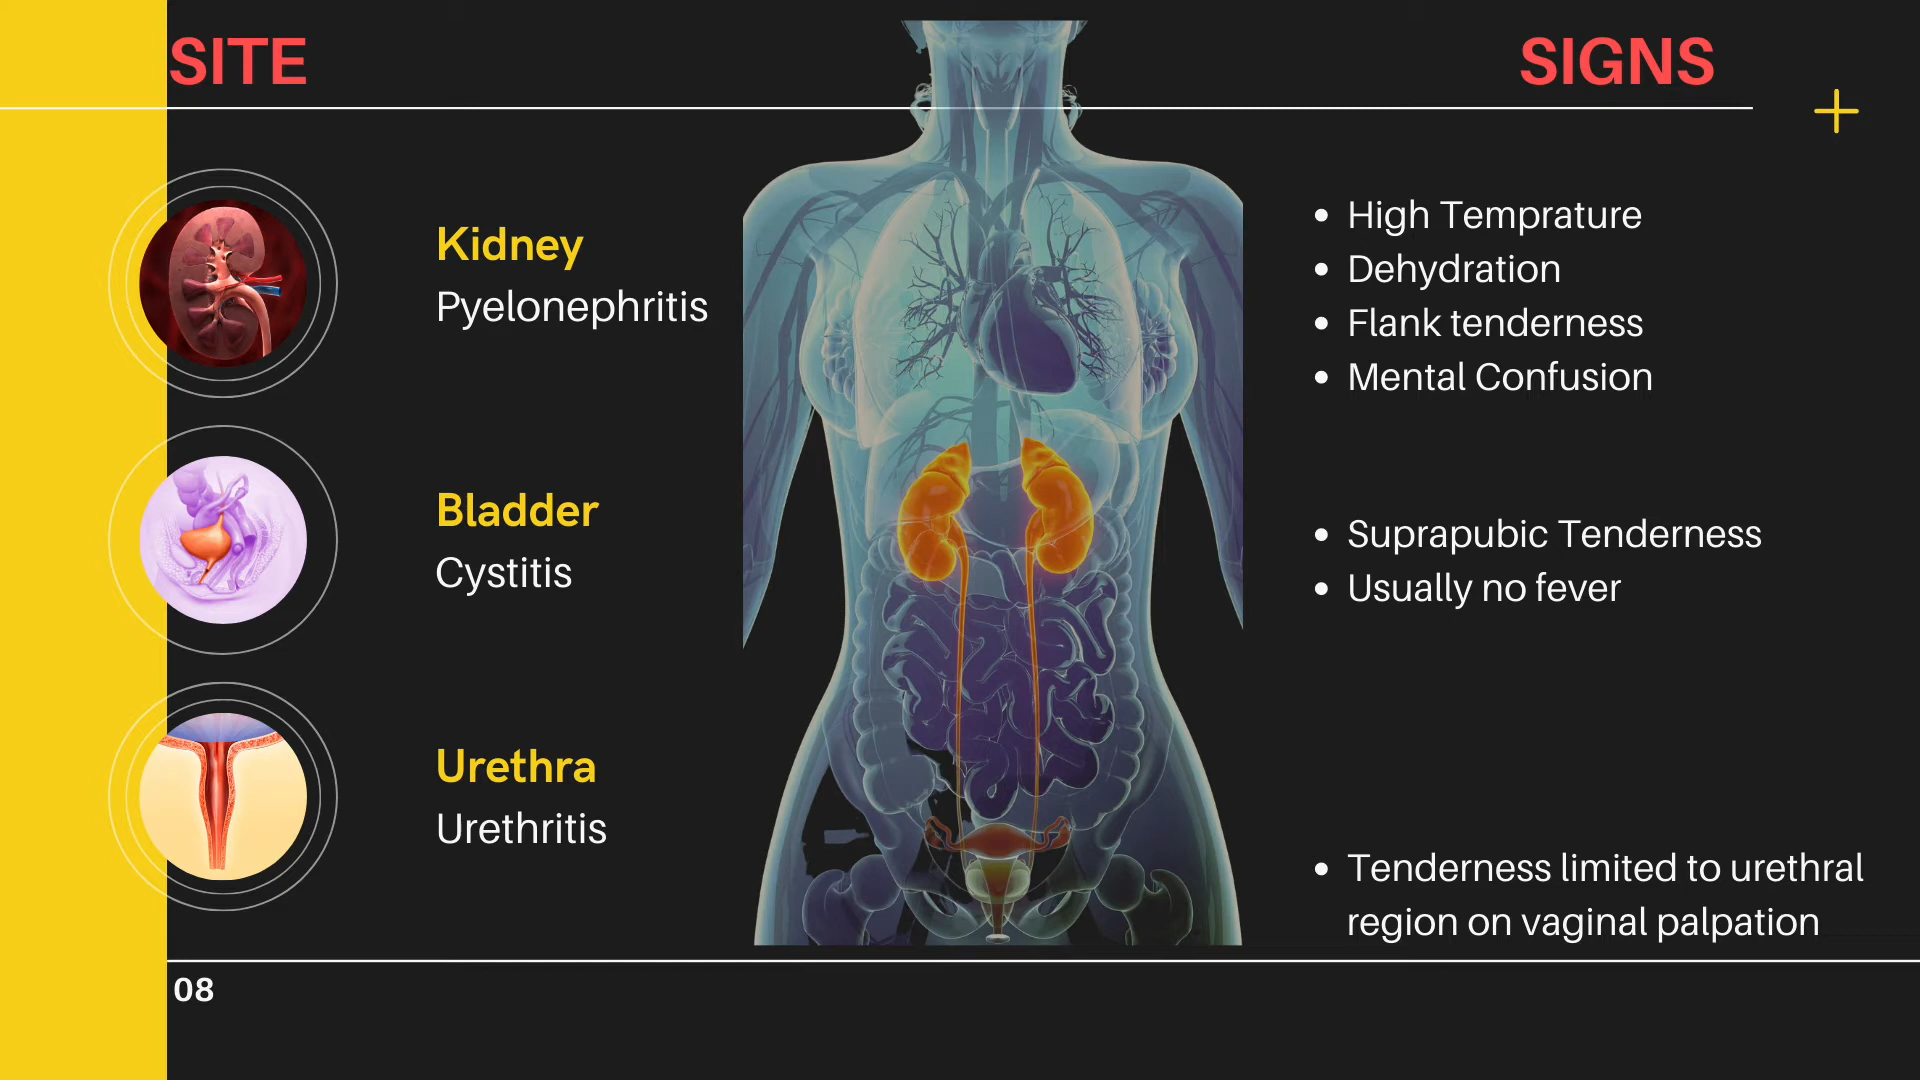 SITE
SIGNS
Kidney
Pyelonephritis
High Temprature
Dehydration
Flank tenderness
Mental Confusion
Bladder
Cystitis
Suprapubic Tenderness
Usually no fever
Urethra
Urethritis
Tenderness limited to urethral
region on vaginal palpation
08